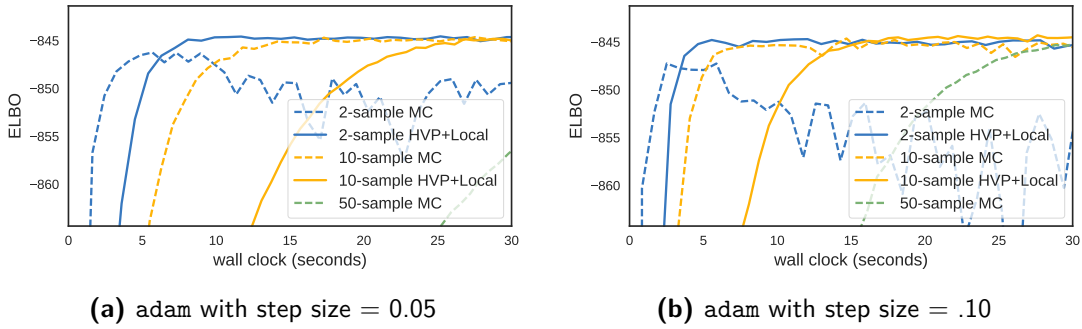 −845
−850
−855
−860
ELBO
2-sample MC
2-sample HVP+Local
10-sample MC
10-sample HVP+Local
50-sample MC
0 5 10 15 20 25 30
wall clock (seconds)
(a) adam with step size = 0.05
−845
−850
−855
−860
ELBO
2-sample MC
2-sample HVP+Local
10-sample MC
10-sample HVP+Local
50-sample MC
0 5 10 15 20 25 30
wall clock (seconds)
(b) adam with step size = .10